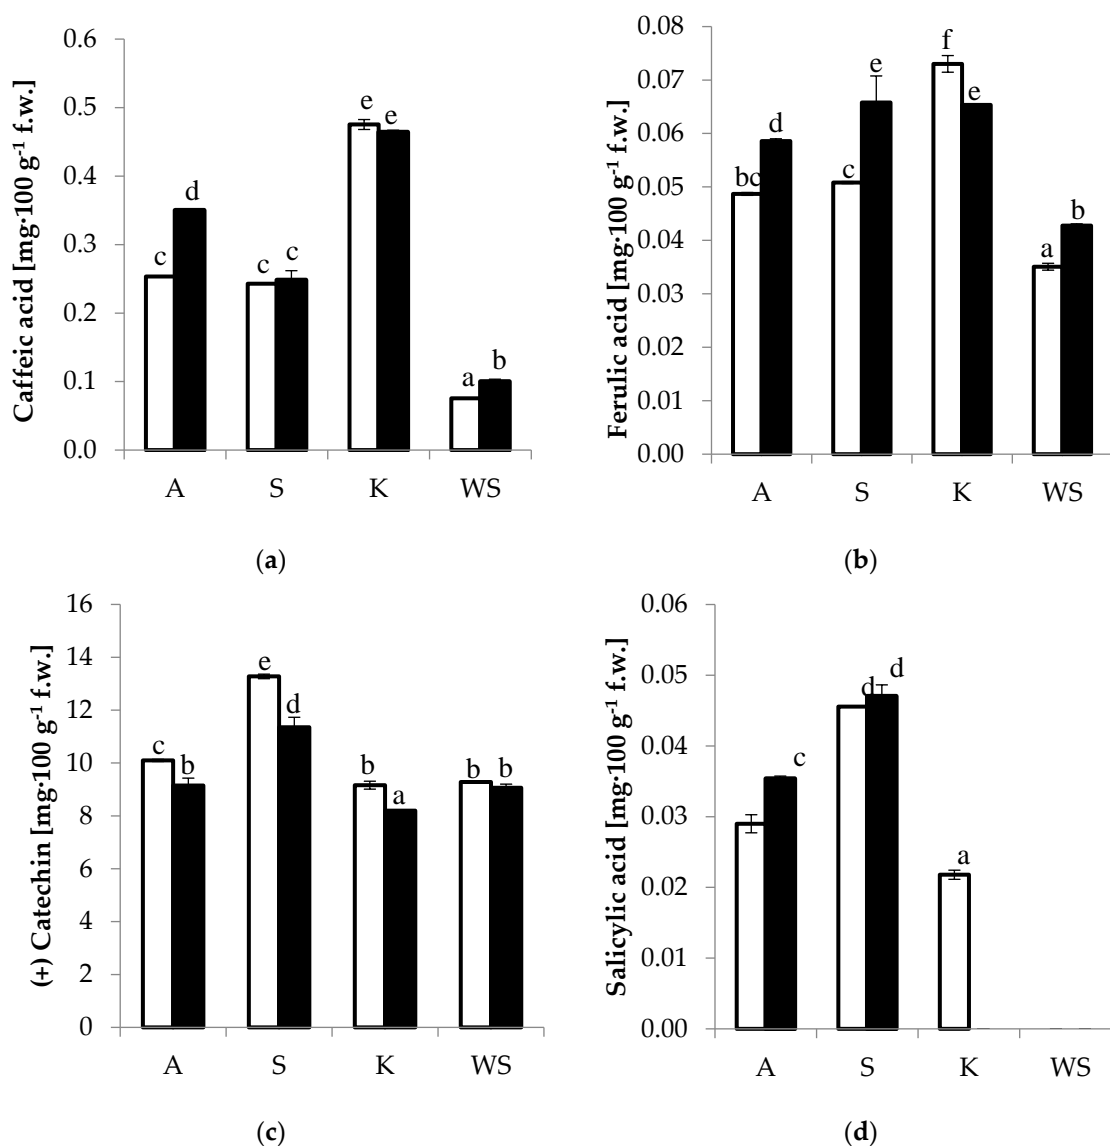 Caffeic acid [mg·100 g-1 f.w.]
0.6
0.5
0.4
0.3
0.2
0.1
0.0
c
d
c
c
e
e
a
b
A
S
K
WS
(a)
Ferulic acid [mg·100 g-1 f.w.]
0.08
0.07
0.06
0.05
0.04
0.03
0.02
0.01
0.00
bc
d
c
e
f
e
a
b
A
S
K
WS
(b)
(+) Catechin [mg·100 g-1 f.w.]
16
14
12
10
8
6
4
2
0
c
b
e
d
b
a
b
b
A
S
K
WS
(c)
Salicylic acid [mg·100 g-1 f.w.]
0.06
0.05
0.04
0.03
0.02
0.01
0.00
c
d
d
a
A
S
K
WS
(d)